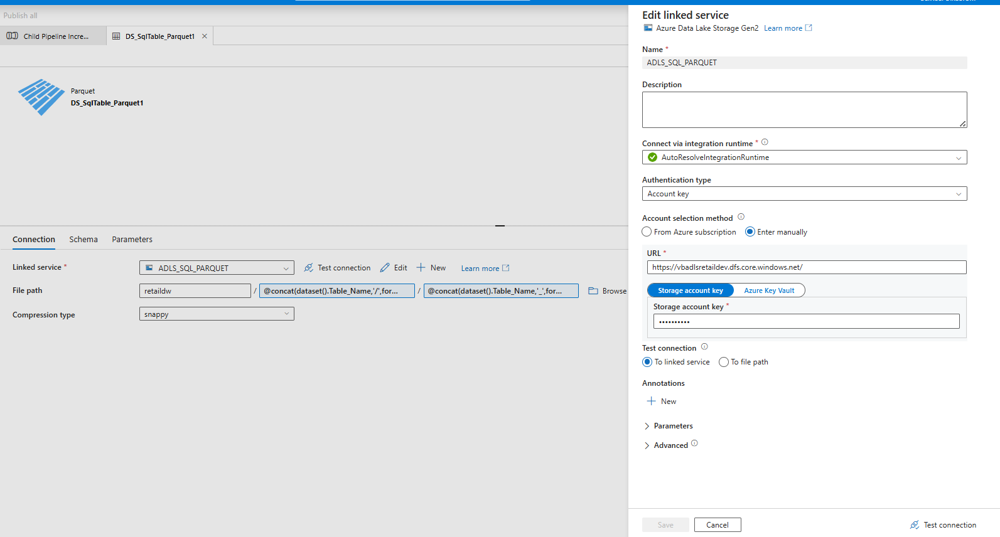 Publish all
Child Pipeline Incre...
DS_SqlTable_Parquet1
Parquet
DS_SqlTable_Parquet1
Connection
Schema
Parameters
Linked service *
ADLS_SQL_PARQUET
Test connection
Edit
New
Learn more
File path
retaildw
/
@concat(dataset().Table_Name,'/',for...
/
@concat(dataset().Table_Name,'_',for...
Browse
Compression type
snappy
Edit linked service
Azure Data Lake Storage Gen2 Learn more
Name *
ADLS_SQL_PARQUET
Description
Connect via integration runtime *
AutoResolveIntegrationRuntime
Authentication type
Account key
Account selection method
From Azure subscription
Enter manually
URL *
https://vbadlsretaildev.dfs.core.windows.net/
Storage account key
Azure Key Vault
Storage account key *
••••••••••
Test connection
To linked service
To file path
Annotations
New
Parameters
Advanced
Save
Cancel
Test connection